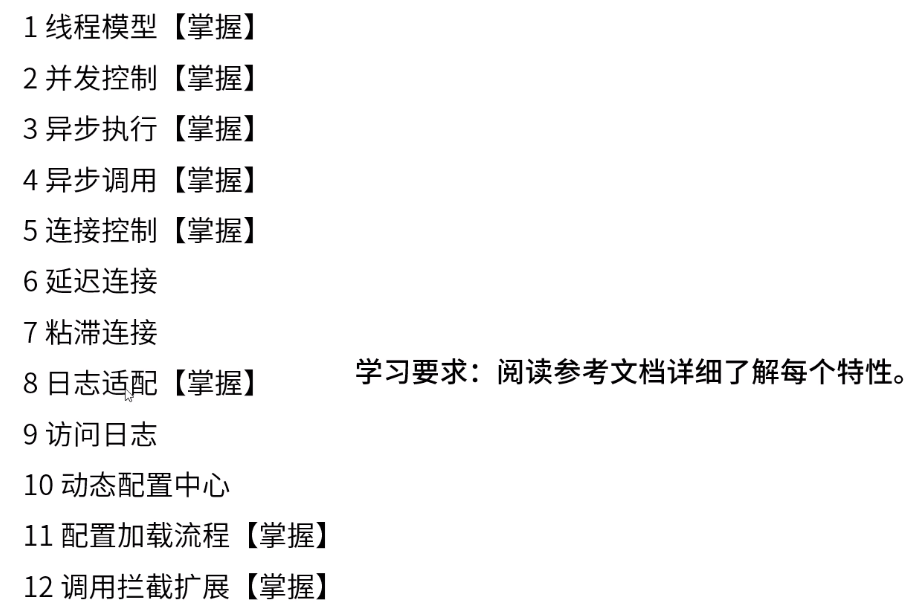 1 线程模型【掌握】
2 并发控制【掌握】
3 异步执行【掌握】
4 异步调用【掌握】
5 连接控制【掌握】
6 延迟连接
7 粘滞连接
8 日志适配【掌握】
9 访问日志
10 动态配置中心
11 配置加载流程【掌握】
12 调用拦截扩展【掌握】
学习要求：阅读参考文档详细了解每个特性。